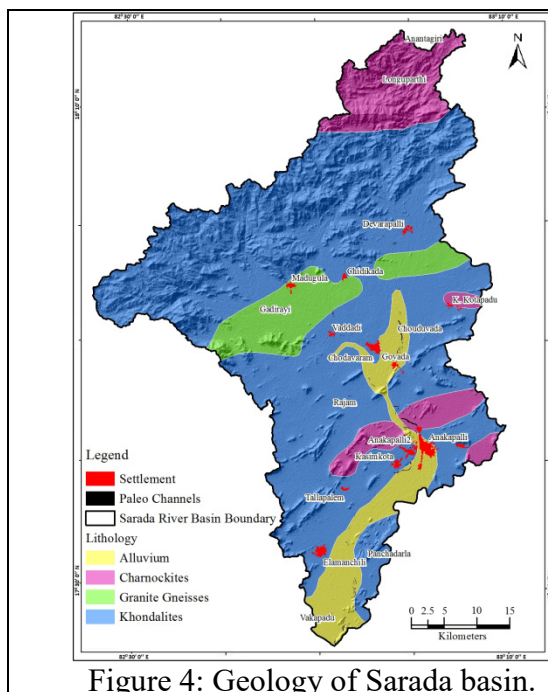 82°30'0" E
83°10'0" E
Anantagiri
N
Longuparthi
18°10'0" N
Devarapalli
Madugula
Chidikada
Gadirayi
K. Kotapadu
Vaddadi
Chouduvada
Chodavaram
Govada
Rajam
Anakapalli2
Anakapalli
Kasimkota
Legend
Settlement
Paleo Channels
Sarada River Basin Boundary
Lithology
Alluvium
Charnockites
Granite Gneisses
Khondalites
Tallapalem
Elamanchili
Panchadarla
Vakapadu
17°30'0" N
0 2.5 5 10 15
Kilometers
82°30'0" E
83°10'0" E
Figure 4: Geology of Sarada basin.